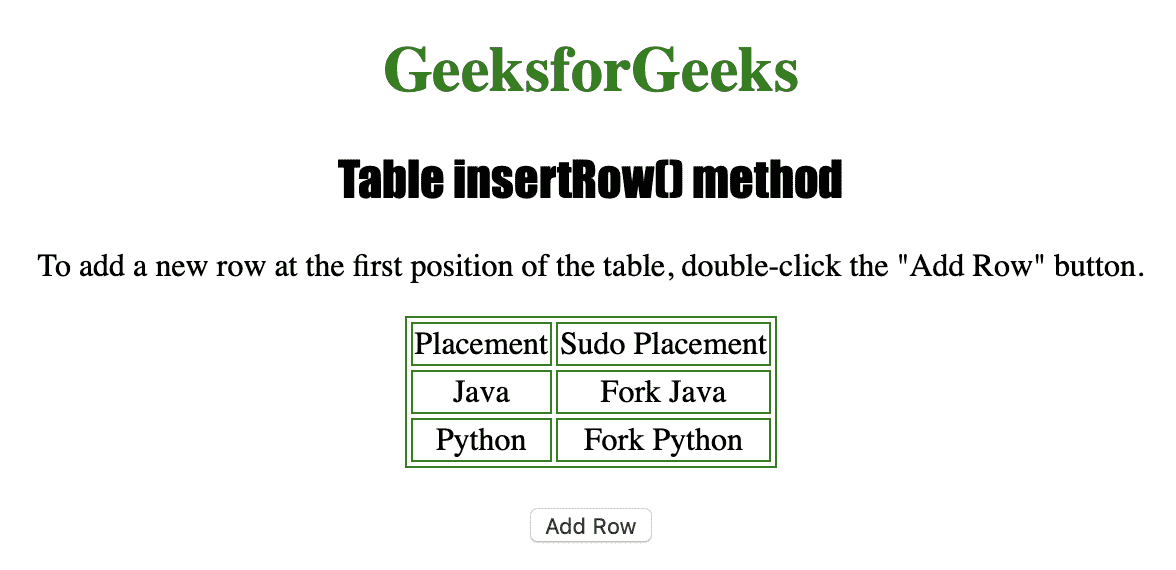 GeeksforGeeks
Table insertRow() method
To add a new row at the first position of the table, double-click the "Add Row" button.
Placement Sudo Placement
Java Fork Java
Python Fork Python
Add Row